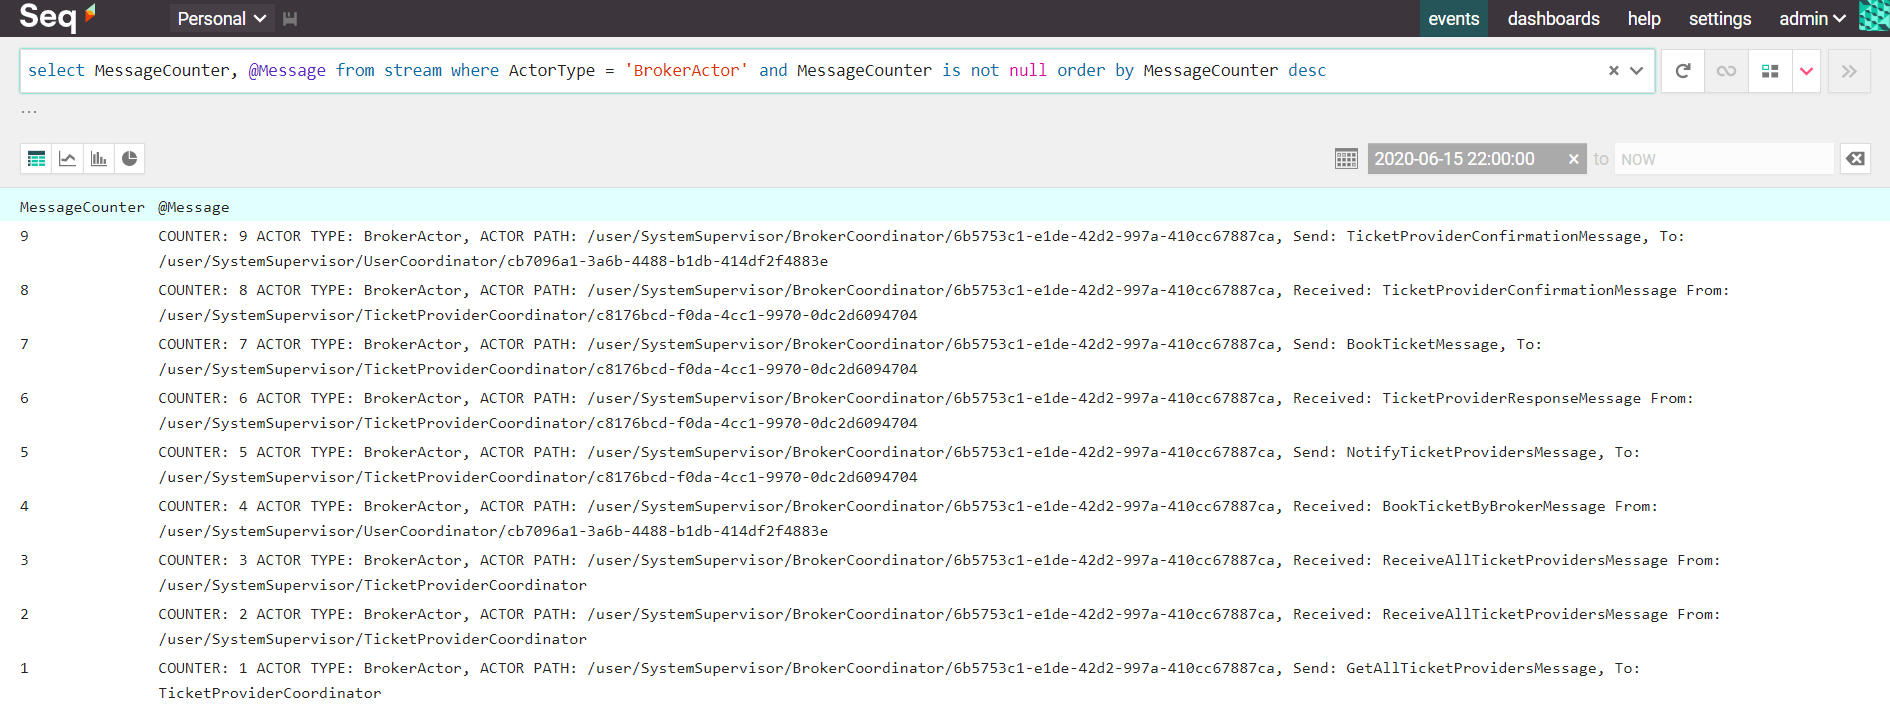 Seq Personal events dashboards help settings admin
select MessageCounter, @Message from stream where ActorType = 'BrokerActor' and MessageCounter is not null order by MessageCounter desc
...
2020-06-15 22:00:00 × to NOW
MessageCounter @Message
9 COUNTER: 9 ACTOR TYPE: BrokerActor, ACTOR PATH: /user/SystemSupervisor/BrokerCoordinator/6b5753c1-e1de-42d2-997a-410cc67887ca, Send: TicketProviderConfirmationMessage, To:
/user/SystemSupervisor/UserCoordinator/cb7096a1-3a6b-4488-b1db-414df2f4883e
8 COUNTER: 8 ACTOR TYPE: BrokerActor, ACTOR PATH: /user/SystemSupervisor/BrokerCoordinator/6b5753c1-e1de-42d2-997a-410cc67887ca, Received: TicketProviderConfirmationMessage From:
/user/SystemSupervisor/TicketProviderCoordinator/c8176bcd-f0da-4cc1-9970-0dc2d6094704
7 COUNTER: 7 ACTOR TYPE: BrokerActor, ACTOR PATH: /user/SystemSupervisor/BrokerCoordinator/6b5753c1-e1de-42d2-997a-410cc67887ca, Send: BookTicketMessage, To:
/user/SystemSupervisor/TicketProviderCoordinator/c8176bcd-f0da-4cc1-9970-0dc2d6094704
6 COUNTER: 6 ACTOR TYPE: BrokerActor, ACTOR PATH: /user/SystemSupervisor/BrokerCoordinator/6b5753c1-e1de-42d2-997a-410cc67887ca, Received: TicketProviderResponseMessage From:
/user/SystemSupervisor/TicketProviderCoordinator/c8176bcd-f0da-4cc1-9970-0dc2d6094704
5 COUNTER: 5 ACTOR TYPE: BrokerActor, ACTOR PATH: /user/SystemSupervisor/BrokerCoordinator/6b5753c1-e1de-42d2-997a-410cc67887ca, Send: NotifyTicketProvidersMessage, To:
/user/SystemSupervisor/TicketProviderCoordinator/c8176bcd-f0da-4cc1-9970-0dc2d6094704
4 COUNTER: 4 ACTOR TYPE: BrokerActor, ACTOR PATH: /user/SystemSupervisor/BrokerCoordinator/6b5753c1-e1de-42d2-997a-410cc67887ca, Received: BookTicketByBrokerMessage From:
/user/SystemSupervisor/UserCoordinator/cb7096a1-3a6b-4488-b1db-414df2f4883e
3 COUNTER: 3 ACTOR TYPE: BrokerActor, ACTOR PATH: /user/SystemSupervisor/BrokerCoordinator/6b5753c1-e1de-42d2-997a-410cc67887ca, Received: ReceiveAllTicketProvidersMessage From:
/user/SystemSupervisor/TicketProviderCoordinator
2 COUNTER: 2 ACTOR TYPE: BrokerActor, ACTOR PATH: /user/SystemSupervisor/BrokerCoordinator/6b5753c1-e1de-42d2-997a-410cc67887ca, Received: ReceiveAllTicketProvidersMessage From:
/user/SystemSupervisor/TicketProviderCoordinator
1 COUNTER: 1 ACTOR TYPE: BrokerActor, ACTOR PATH: /user/SystemSupervisor/BrokerCoordinator/6b5753c1-e1de-42d2-997a-410cc67887ca, Send: GetAllTicketProvidersMessage, To:
TicketProviderCoordinator